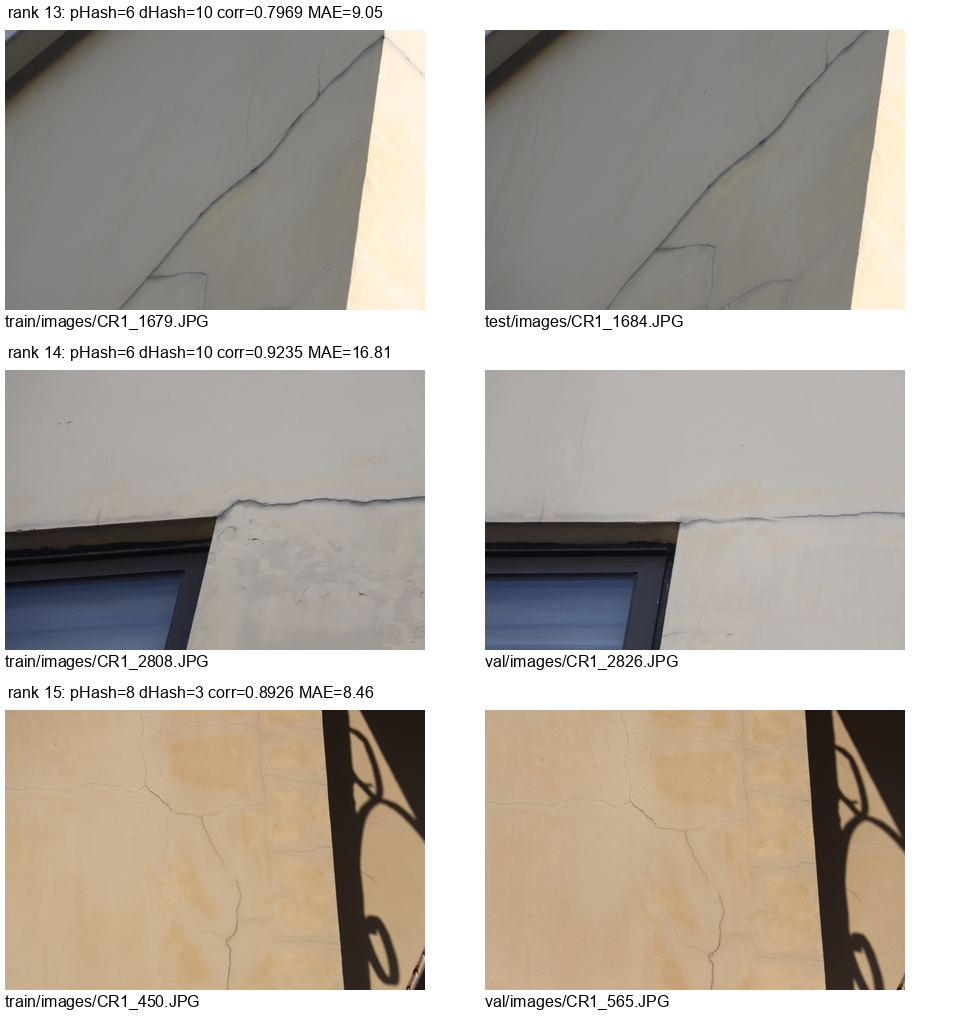 rank 13: pHash=6 dHash=10 corr=0.7969 MAE=9.05
train/images/CR1_1679.JPG
test/images/CR1_1684.JPG
rank 14: pHash=6 dHash=10 corr=0.9235 MAE=16.81
train/images/CR1_2808.JPG
val/images/CR1_2826.JPG
rank 15: pHash=8 dHash=3 corr=0.8926 MAE=8.46
train/images/CR1_450.JPG
val/images/CR1_565.JPG